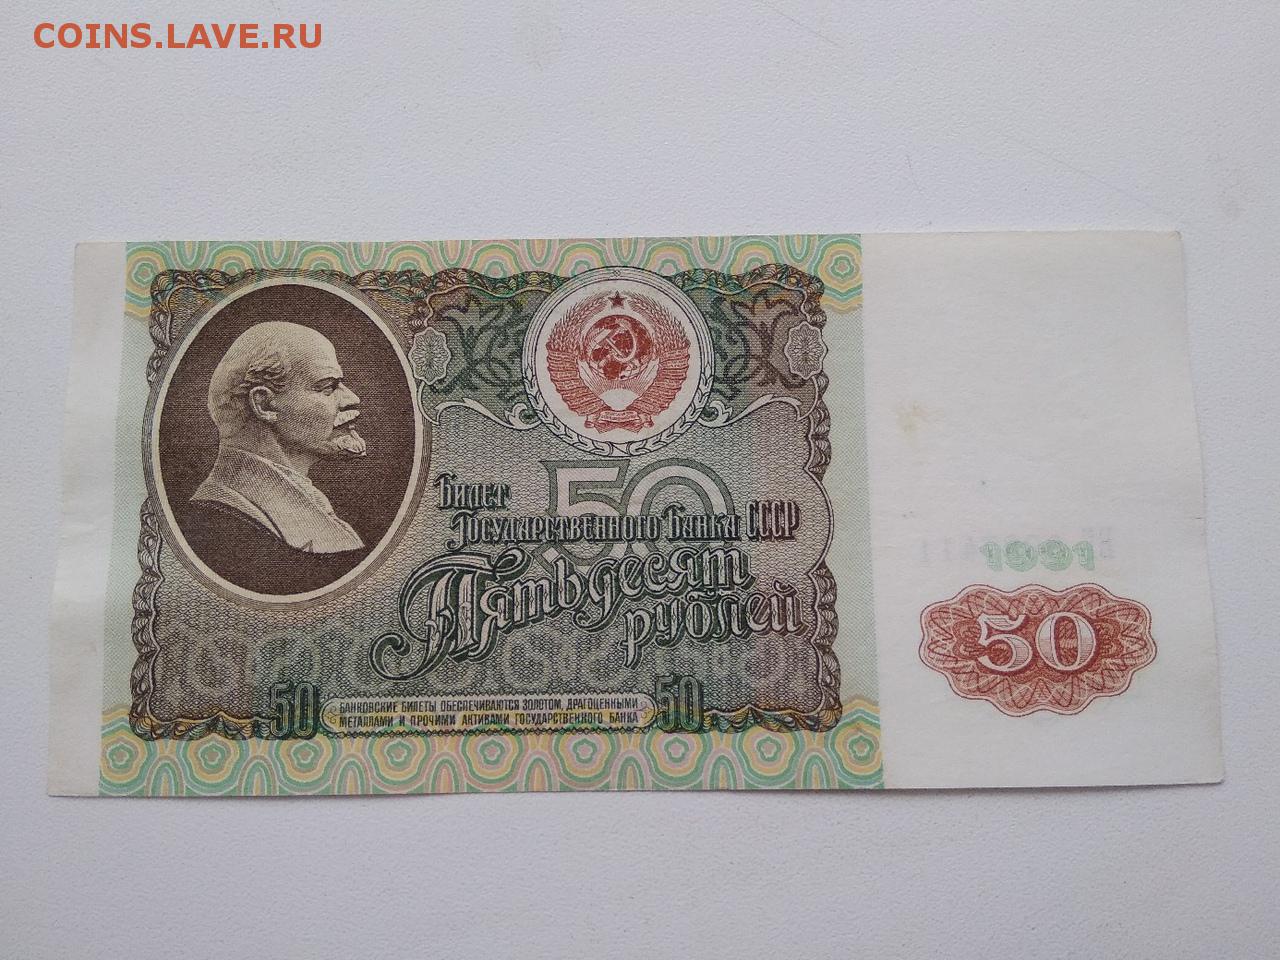 COINS.LAVE.RU
50
Билет
Государственного Банка СССР
Пятьдесят
рублей
1991
50
50
БАНКОВСКИЕ БИЛЕТЫ ОБЕСПЕЧИВАЮТСЯ ЗОЛОТОМ, ДРАГОЦЕННЫМИ
МЕТАЛЛАМИ И ПРОЧИМИ АКТИВАМИ ГОСУДАРСТВЕННОГО БАНКА
50